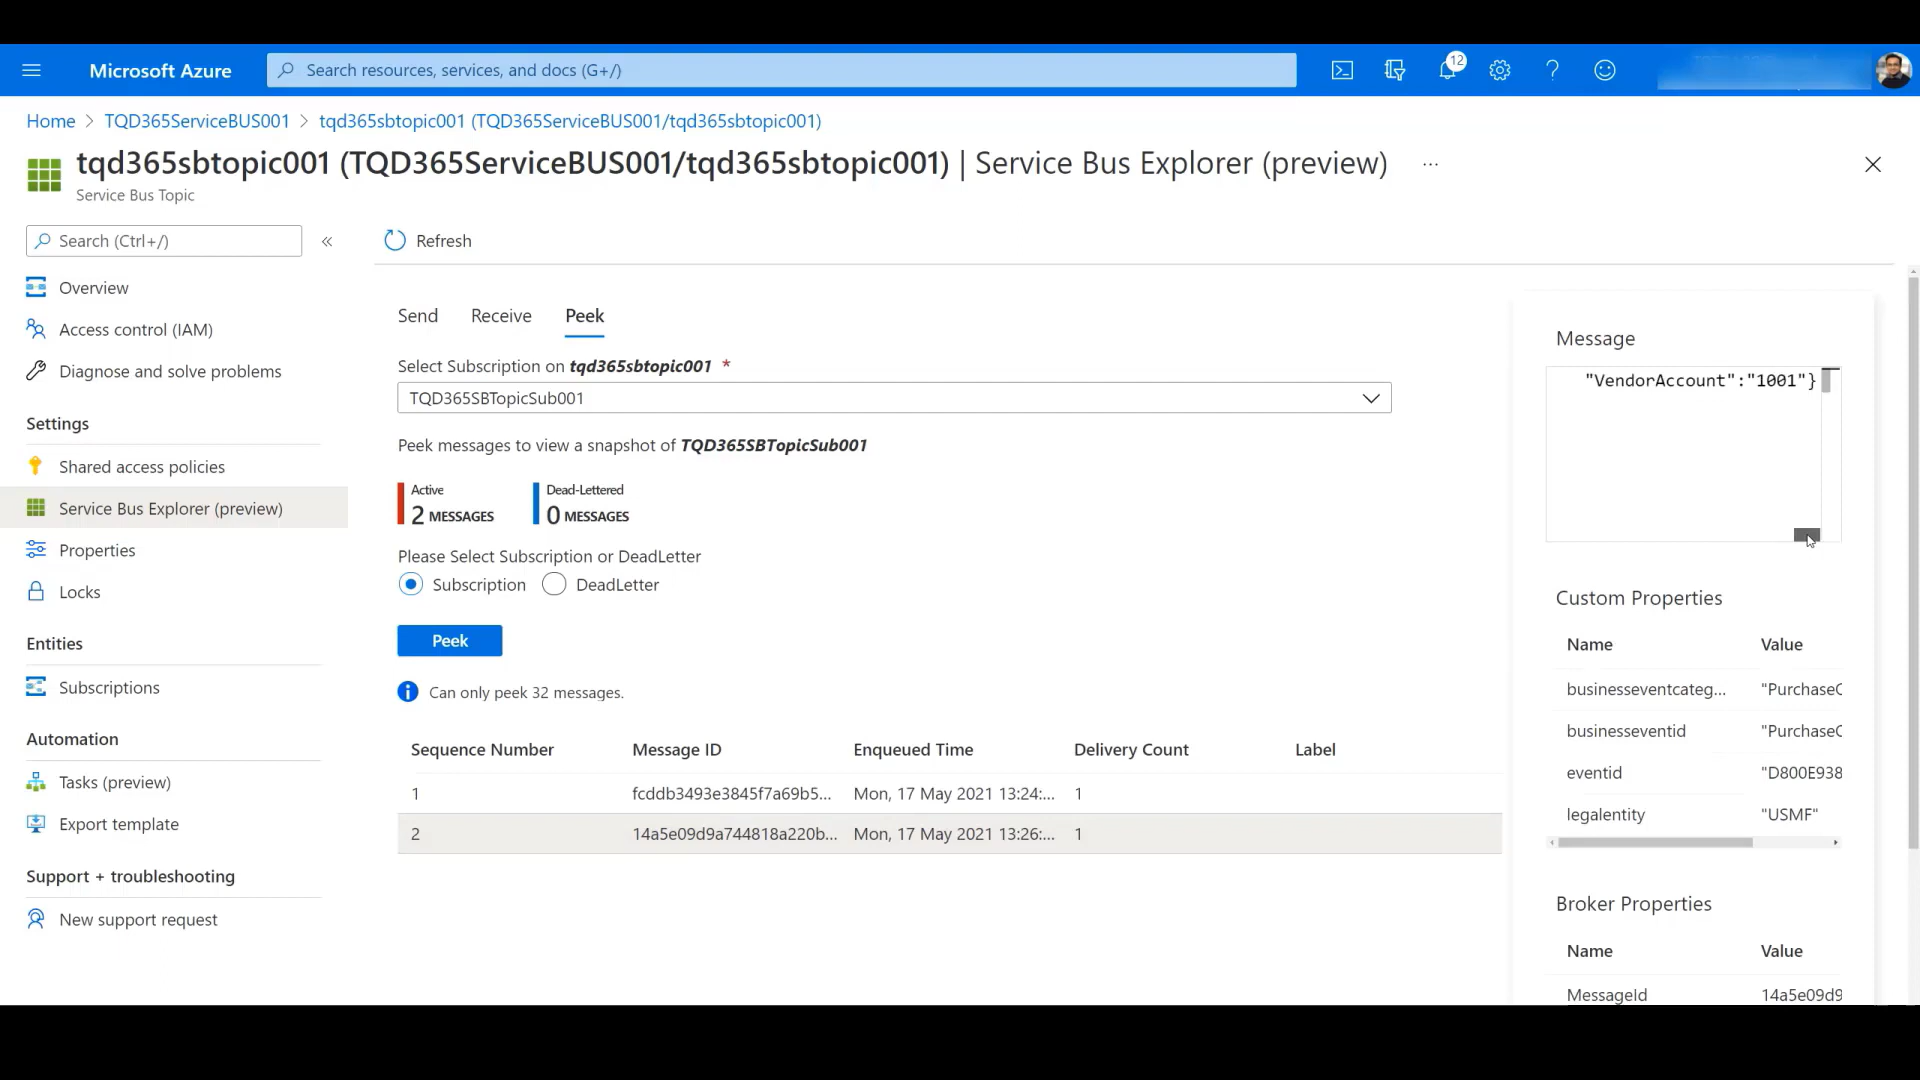 Microsoft Azure
Search resources, services, and docs (G+/)
12
Home > TQD365ServiceBUS001 > tqd365sbtopic001 (TQD365ServiceBUS001/tqd365sbtopic001)
tqd365sbtopic001 (TQD365ServiceBUS001/tqd365sbtopic001) | Service Bus Explorer (preview) ...
Service Bus Topic
Search (Ctrl+/)
«
Refresh
Overview
Access control (IAM)
Diagnose and solve problems
Settings
Shared access policies
Service Bus Explorer (preview)
Properties
Locks
Entities
Subscriptions
Automation
Tasks (preview)
Export template
Support + troubleshooting
New support request
Send Receive Peek
Select Subscription on tqd365sbtopic001 *
TQD365SBTopicSub001
Peek messages to view a snapshot of TQD365SBTopicSub001
Active
2 MESSAGES
Dead-Lettered
0 MESSAGES
Please Select Subscription or DeadLetter
Subscription DeadLetter
Peek
Can only peek 32 messages.
Sequence Number Message ID Enqueued Time Delivery Count Label
1 fcddb3493e3845f7a69b5... Mon, 17 May 2021 13:24:... 1
2 14a5e09d9a744818a220b... Mon, 17 May 2021 13:26:... 1
Message
"VendorAccount":"1001"}
Custom Properties
Name Value
businesseventcateg... "PurchaseO
businesseventid "PurchaseO
eventid "D800E938
legalentity "USMF"
Broker Properties
Name Value
MessageId 14a5e09d9